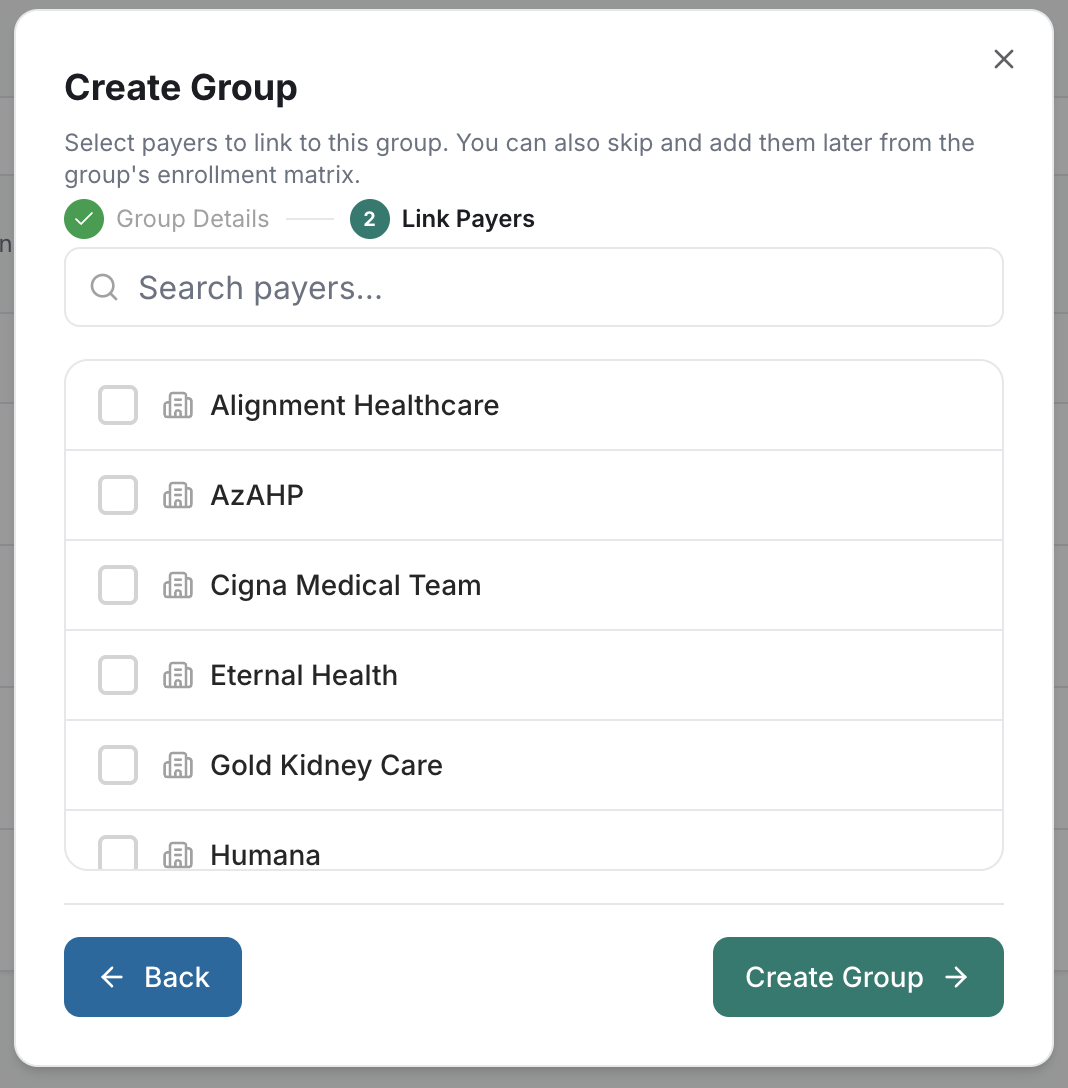 Create Group
Select payers to link to this group. You can also skip and add them later from the
group's enrollment matrix.
Group Details
2 Link Payers
Search payers...
Alignment Healthcare
AzAHP
Cigna Medical Team
Eternal Health
Gold Kidney Care
Humana
Back
Create Group